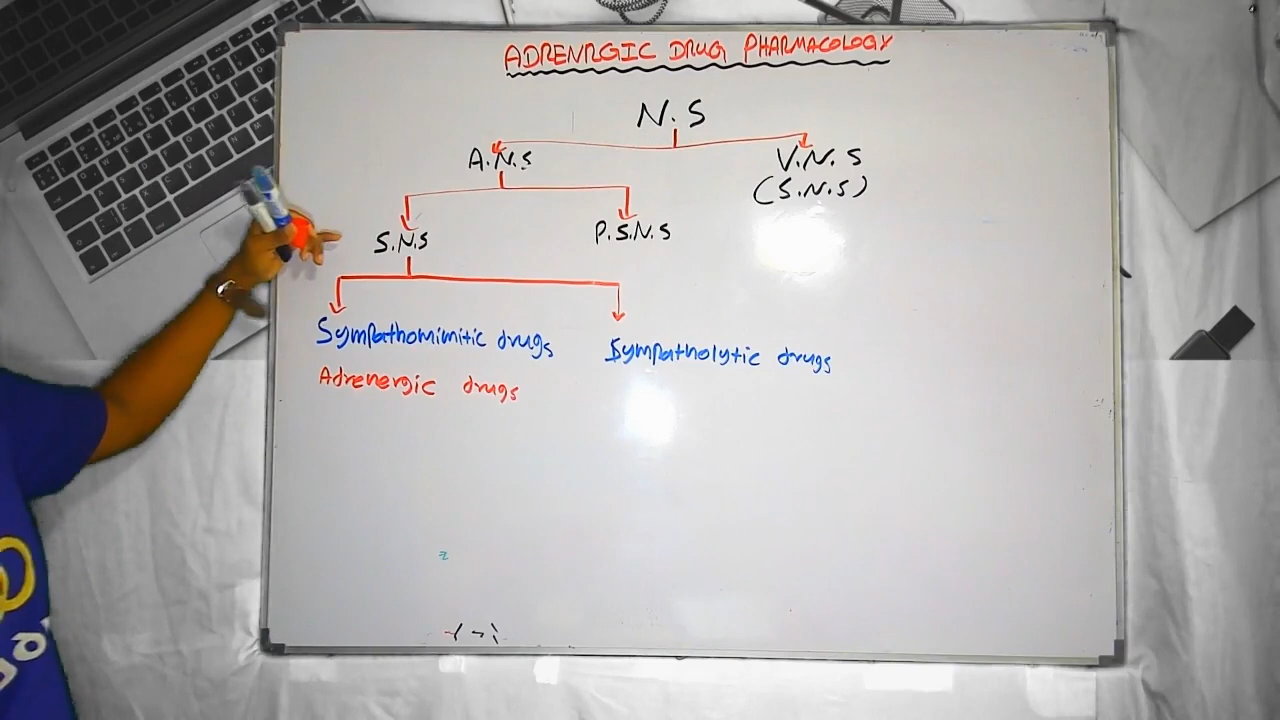 ADRENRGIC DRUG PHARMACOLOGY
N.S
A.N.S
V.N.S
(S.N.S)
S.N.S
P.S.N.S
Sympathomimitic drugs
Sympatholytic drugs
Adrenergic drugs